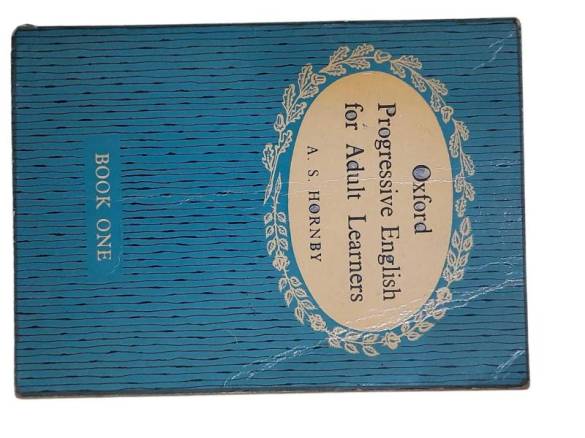 Oxford
Progressive English
for Adult Learners
A. S. HORNBY
BOOK ONE